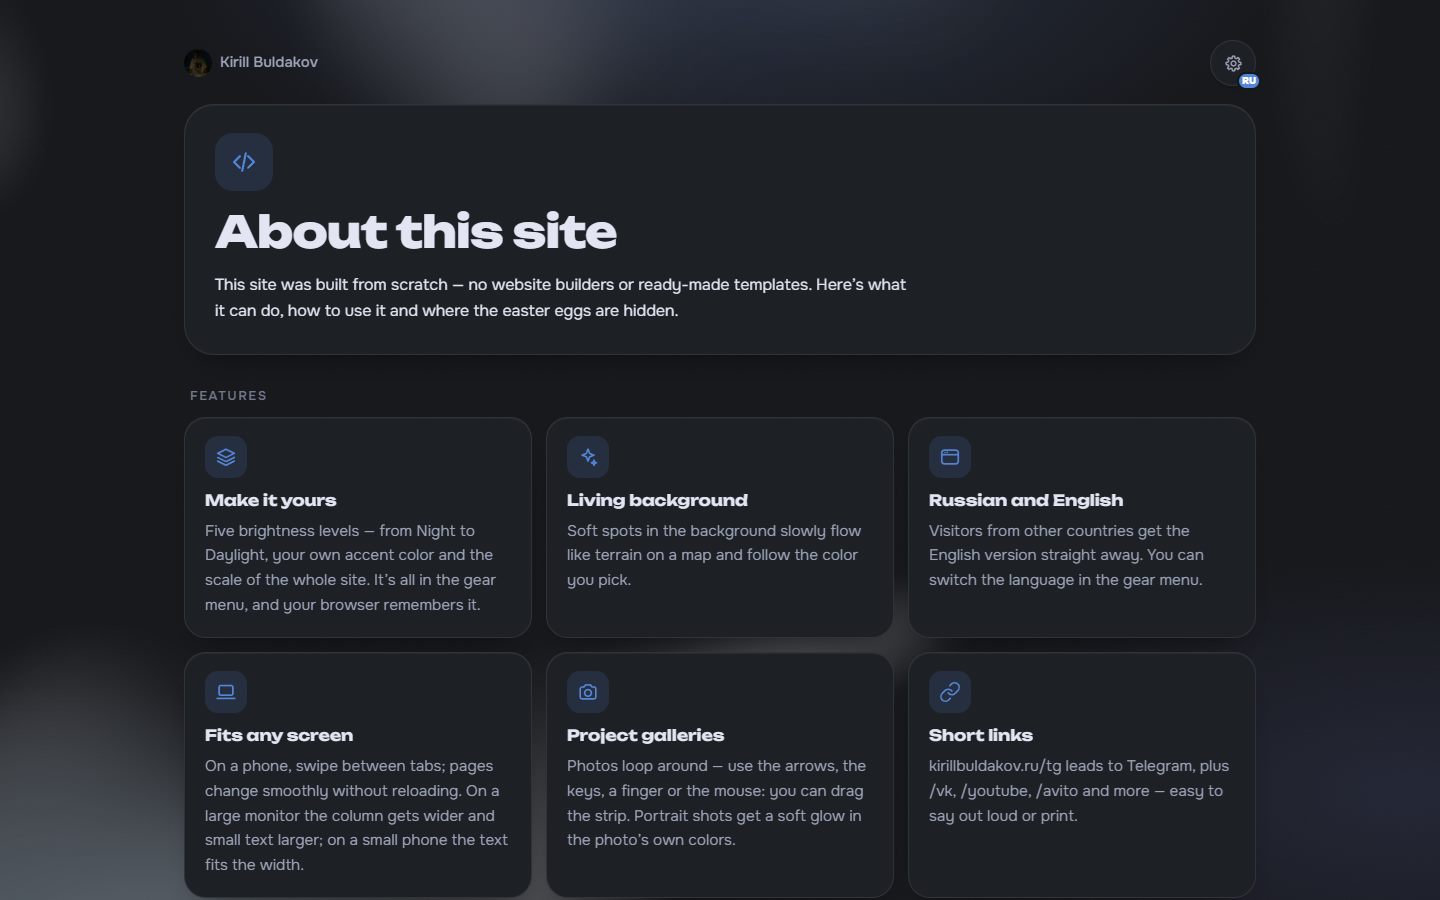 Kirill Buldakov
RU
About this site
This site was built from scratch — no website builders or ready-made templates. Here’s what
it can do, how to use it and where the easter eggs are hidden.
FEATURES
Make it yours
Five brightness levels — from Night to
Daylight, your own accent color and the
scale of the whole site. It’s all in the gear
menu, and your browser remembers it.
Living background
Soft spots in the background slowly flow
like terrain on a map and follow the color
you pick.
Russian and English
Visitors from other countries get the
English version straight away. You can
switch the language in the gear menu.
Fits any screen
On a phone, swipe between tabs; pages
change smoothly without reloading. On a
large monitor the column gets wider and
small text larger; on a small phone the text
fits the width.
Project galleries
Photos loop around — use the arrows, the
keys, a finger or the mouse: you can drag
the strip. Portrait shots get a soft glow in
the photo’s own colors.
Short links
kirillbuldakov.ru/tg leads to Telegram, plus
/vk, /youtube, /avito and more — easy to
say out loud or print.